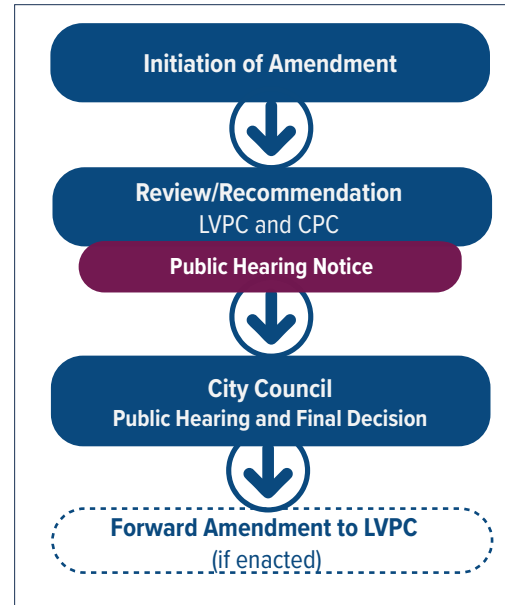 Initiation of Amendment
Review/Recommendation
LVPC and CPC
Public Hearing Notice
City Council
Public Hearing and Final Decision
Forward Amendment to LVPC
(if enacted)